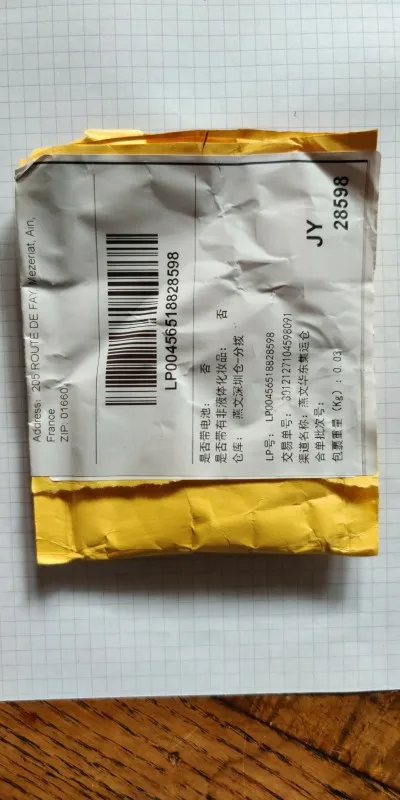 Address: 205 ROUTE DE FAY, Mezeriat, Ain,
France
ZIP: 01660
LP00456518828598
是否带电池: 否
是否带有非液体化妆品: 否
仓库: 燕文深圳仓-分拨
LP号: LP00456518828598
交易单号: 3012127104598091
渠道名称: 燕文华东集运仓
合单批次号:
包裹重量 (Kg) : 0.03
JY
28598